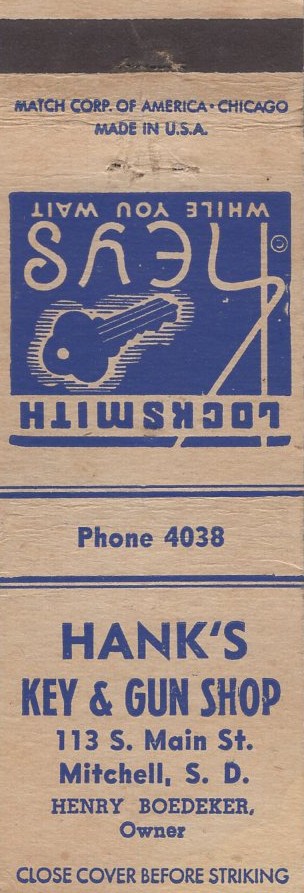 MATCH CORP. OF AMERICA • CHICAGO
MADE IN U.S.A.
LOCKSMITH
KEYS
©
WHILE YOU WAIT
Phone 4038
HANK'S
KEY & GUN SHOP
113 S. Main St.
Mitchell, S. D.
HENRY BOEDEKER,
Owner
CLOSE COVER BEFORE STRIKING